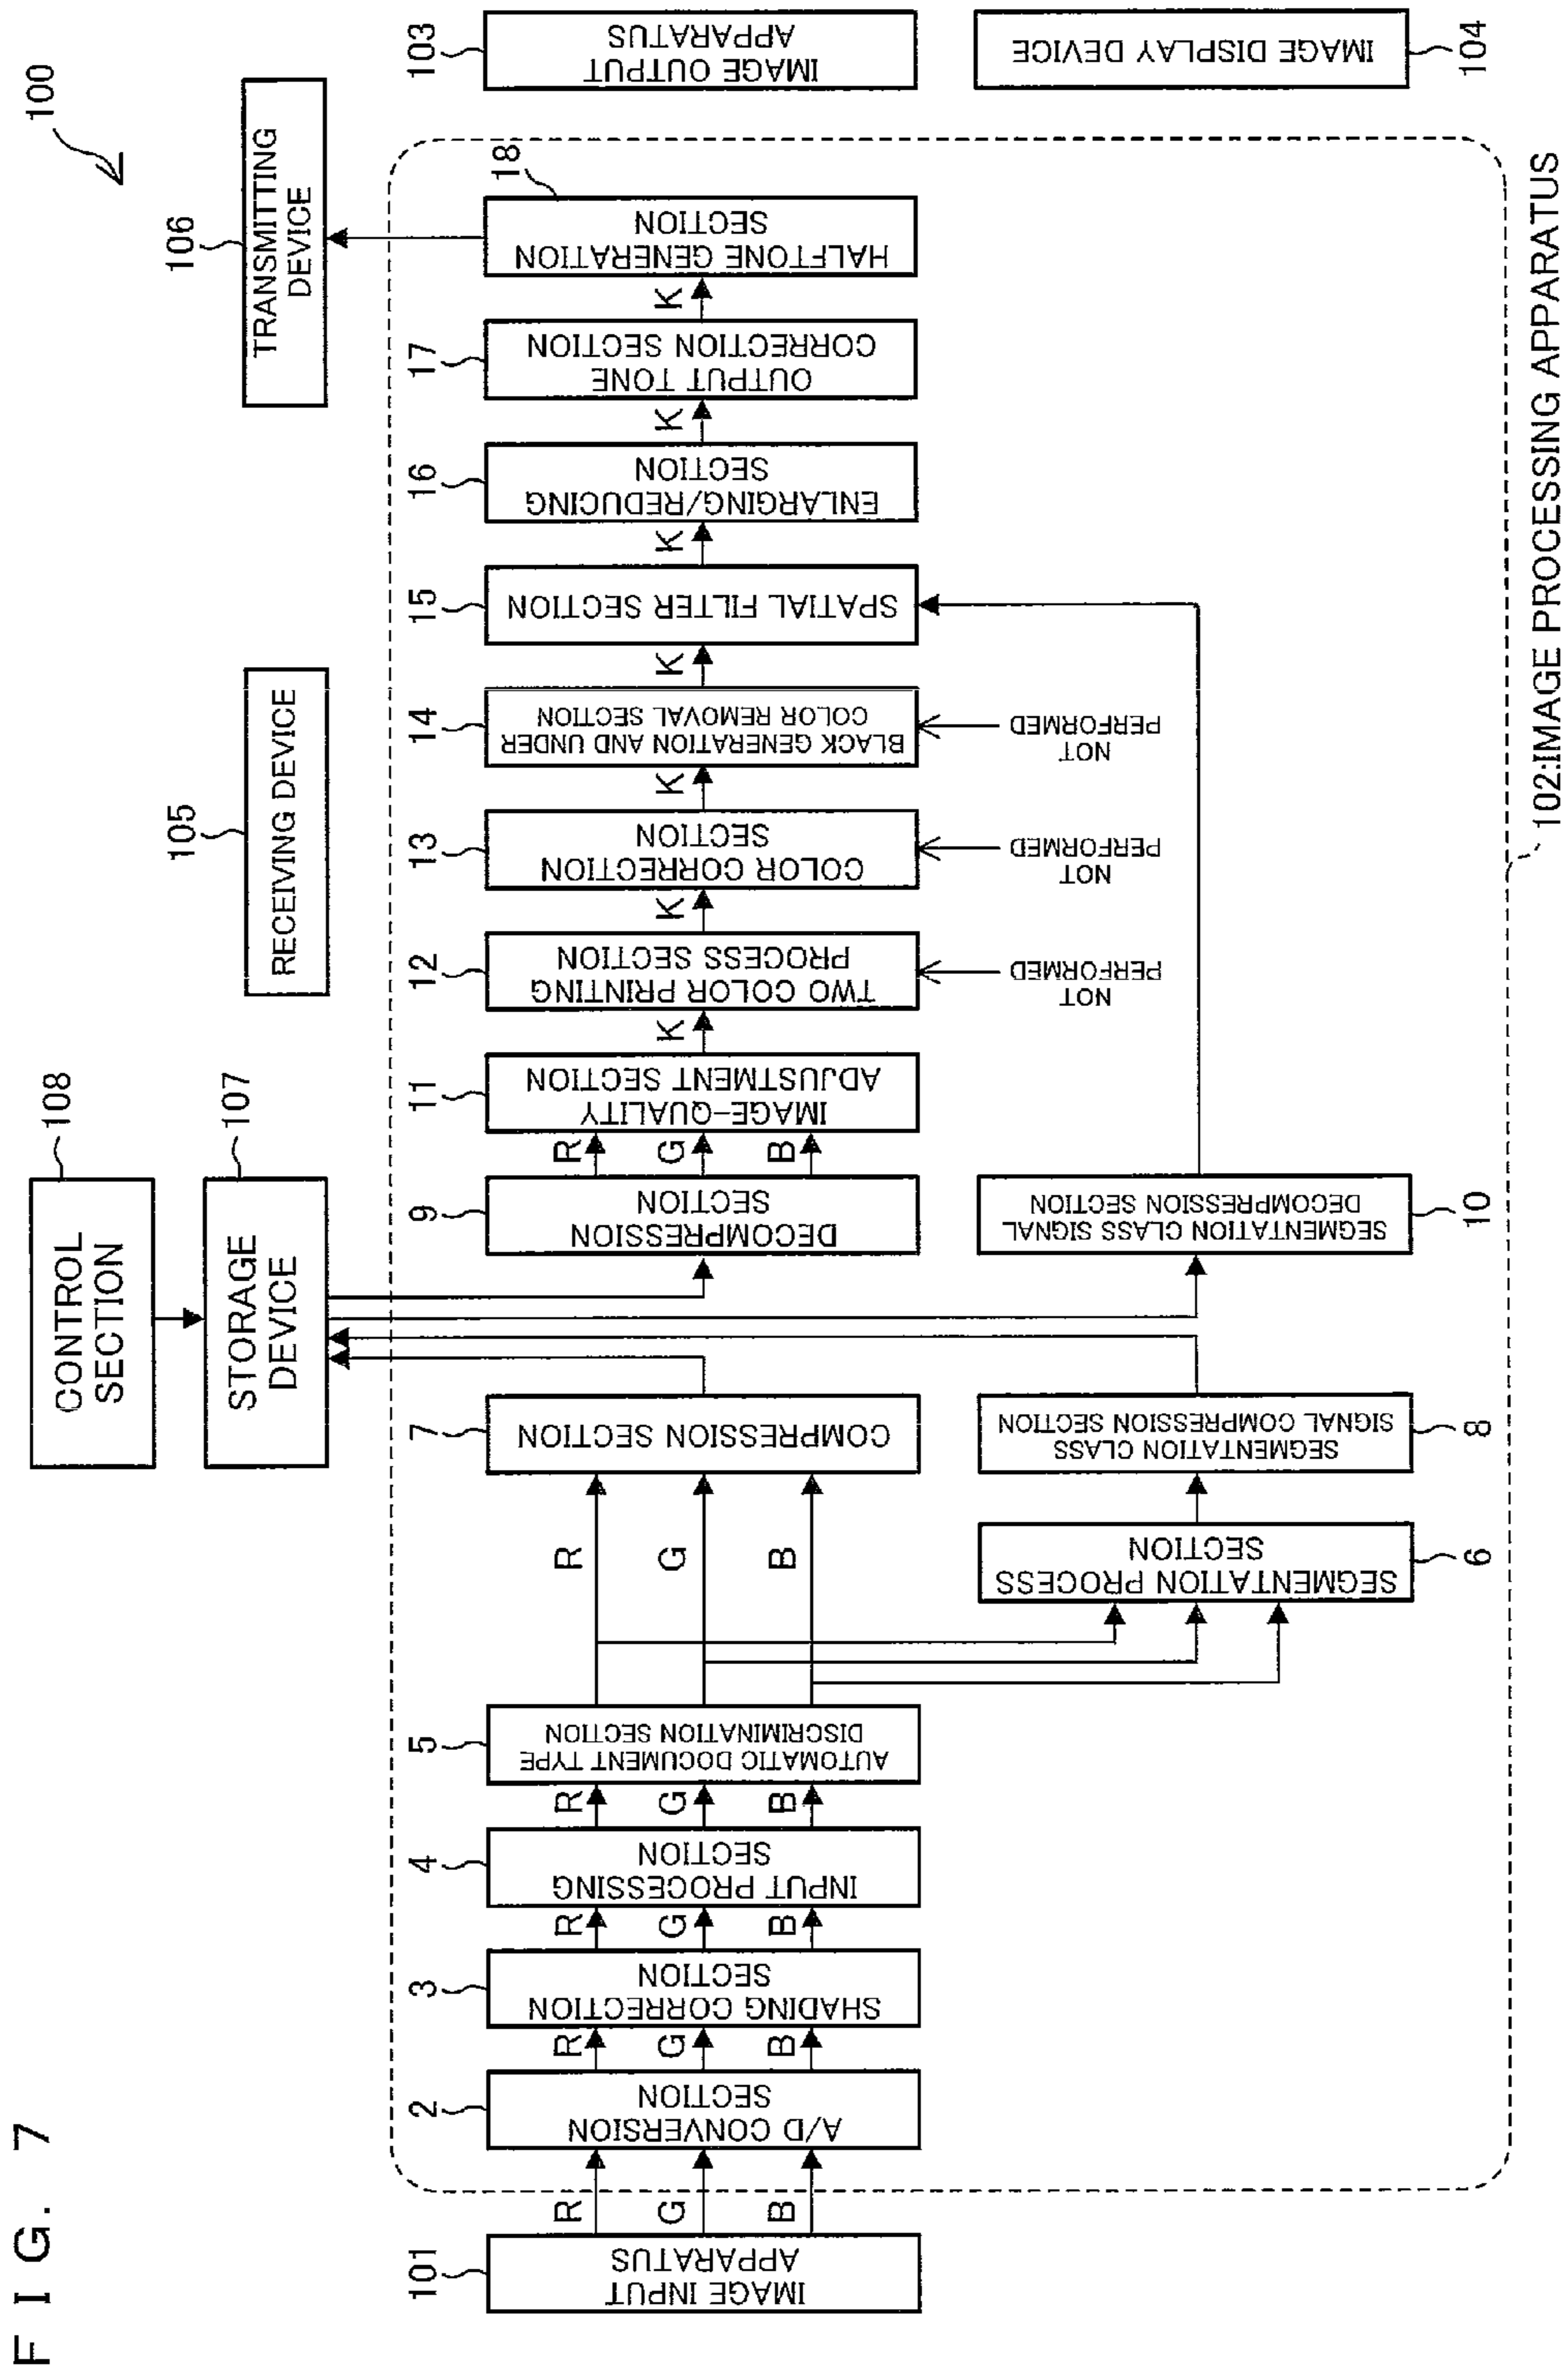 FIG. 7
100
CONTROL
SECTION
108
STORAGE
DEVICE
107
RECEIVING DEVICE
105
TRANSMITTING
DEVICE
106
IMAGE INPUT
APPARATUS
101
R
G
B
A/D CONVERSION
SECTION
2
R
G
B
SHADING CORRECTION
SECTION
3
R
G
B
INPUT PROCESSING
SECTION
4
R
G
B
AUTOMATIC DOCUMENT TYPE
DISCRIMINATION SECTION
5
R
G
B
COMPRESSION SECTION
7
SEGMENTATION PROCESS
SECTION
6
SEGMENTATION CLASS
SIGNAL COMPRESSION SECTION
8
DECOMPRESSION
SECTION
9
SEGMENTATION CLASS SIGNAL
DECOMPRESSION SECTION
10
R
G
B
IMAGE-QUALITY
ADJUSTMENT SECTION
11
K
TWO COLOR PRINTING
PROCESS SECTION
12
NOT
PERFORMED
K
COLOR CORRECTION
SECTION
13
NOT
PERFORMED
K
BLACK GENERATION AND UNDER
COLOR REMOVAL SECTION
14
NOT
PERFORMED
K
SPATIAL FILTER SECTION
15
K
ENLARGING/REDUCING
SECTION
16
K
OUTPUT TONE
CORRECTION SECTION
17
K
HALFTONE GENERATION
SECTION
18
IMAGE OUTPUT
APPARATUS
103
IMAGE DISPLAY DEVICE
104
102:IMAGE PROCESSING APPARATUS